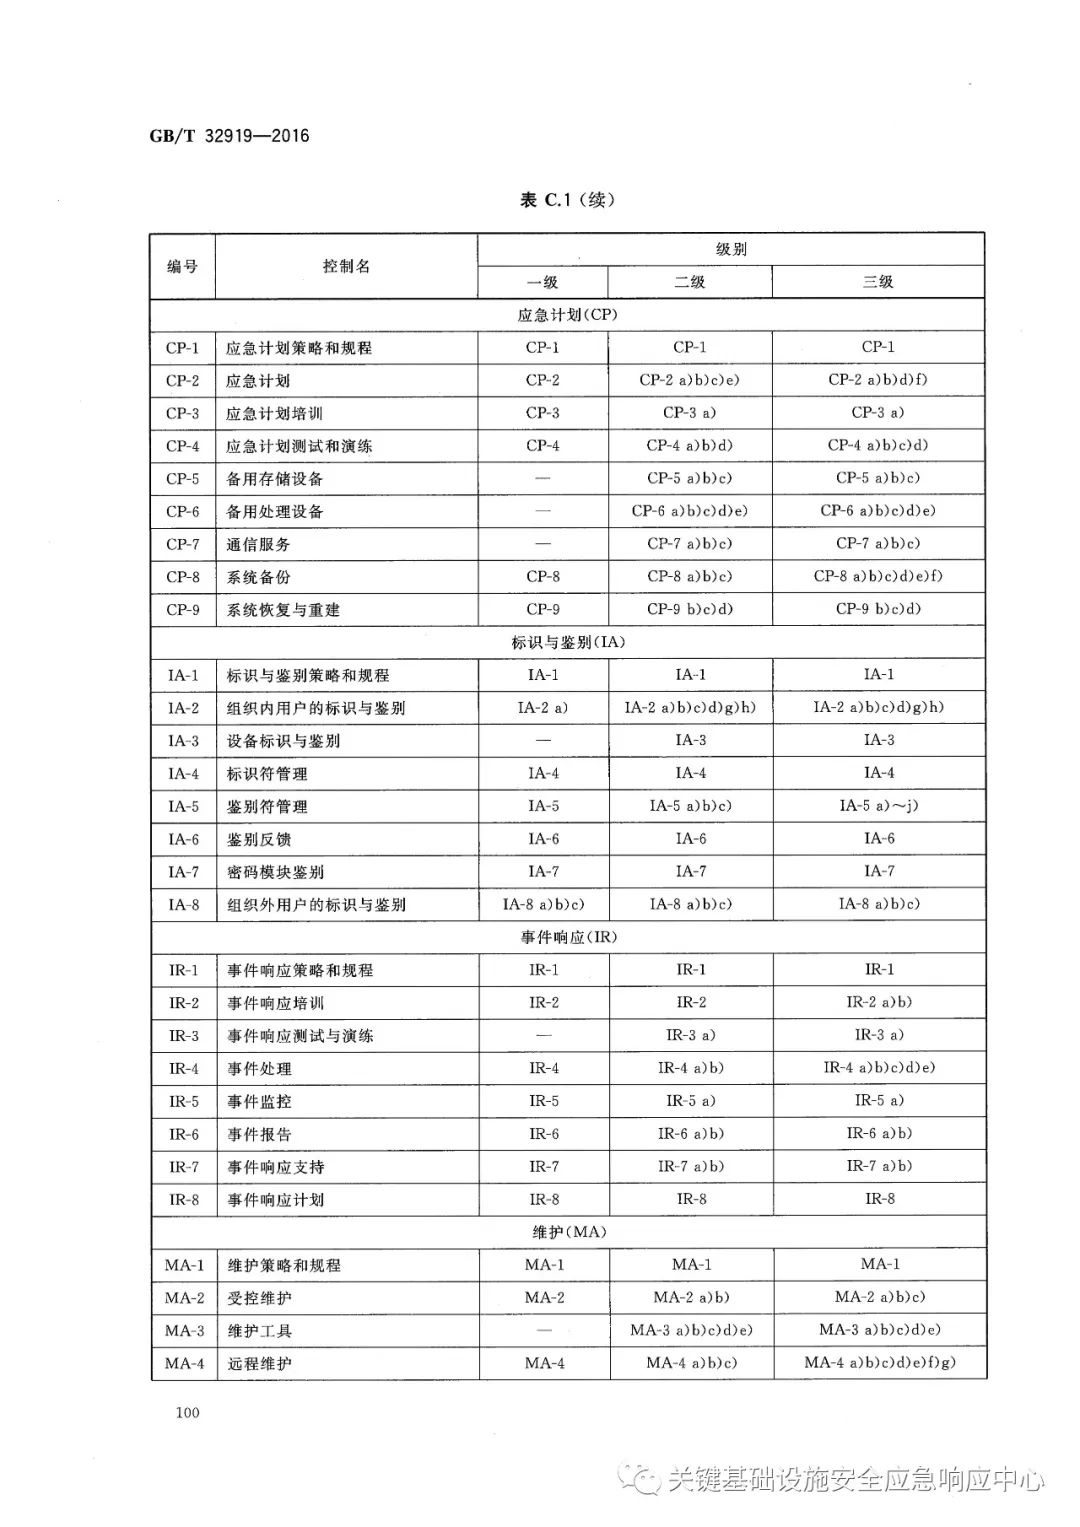 GB/T 32919—2016
表 C.1（续）
编号 控制名 级别
一级 二级 三级
应急计划(CP)
CP-1 应急计划策略和规程 CP-1 CP-1 CP-1
CP-2 应急计划 CP-2 CP-2 a)b)c)e) CP-2 a)b)d)f)
CP-3 应急计划培训 CP-3 CP-3 a) CP-3 a)
CP-4 应急计划测试和演练 CP-4 CP-4 a)b)d) CP-4 a)b)c)d)
CP-5 备用存储设备 — CP-5 a)b)c) CP-5 a)b)c)
CP-6 备用处理设备 — CP-6 a)b)c)d)e) CP-6 a)b)c)d)e)
CP-7 通信服务 — CP-7 a)b)c) CP-7 a)b)c)
CP-8 系统备份 CP-8 CP-8 a)b)c) CP-8 a)b)c)d)e)f)
CP-9 系统恢复与重建 CP-9 CP-9 b)c)d) CP-9 b)c)d)
标识与鉴别(IA)
IA-1 标识与鉴别策略和规程 IA-1 IA-1 IA-1
IA-2 组织内用户的标识与鉴别 IA-2 a) IA-2 a)b)c)d)g)h) IA-2 a)b)c)d)g)h)
IA-3 设备标识与鉴别 — IA-3 IA-3
IA-4 标识符管理 IA-4 IA-4 IA-4
IA-5 鉴别符管理 IA-5 IA-5 a)b)c) IA-5 a)～j)
IA-6 鉴别反馈 IA-6 IA-6 IA-6
IA-7 密码模块鉴别 IA-7 IA-7 IA-7
IA-8 组织外用户的标识与鉴别 IA-8 a)b)c) IA-8 a)b)c) IA-8 a)b)c)
事件响应(IR)
IR-1 事件响应策略和规程 IR-1 IR-1 IR-1
IR-2 事件响应培训 IR-2 IR-2 IR-2 a)b)
IR-3 事件响应测试与演练 — IR-3 a) IR-3 a)
IR-4 事件处理 IR-4 IR-4 a)b) IR-4 a)b)c)d)e)
IR-5 事件监控 IR-5 IR-5 a) IR-5 a)
IR-6 事件报告 IR-6 IR-6 a)b) IR-6 a)b)
IR-7 事件响应支持 IR-7 IR-7 a)b) IR-7 a)b)
IR-8 事件响应计划 IR-8 IR-8 IR-8
维护(MA)
MA-1 维护策略和规程 MA-1 MA-1 MA-1
MA-2 受控维护 MA-2 MA-2 a)b) MA-2 a)b)c)
MA-3 维护工具 — MA-3 a)b)c)d)e) MA-3 a)b)c)d)e)
MA-4 远程维护 MA-4 MA-4 a)b)c) MA-4 a)b)c)d)e)f)g)
100
关键基础设施安全应急响应中心